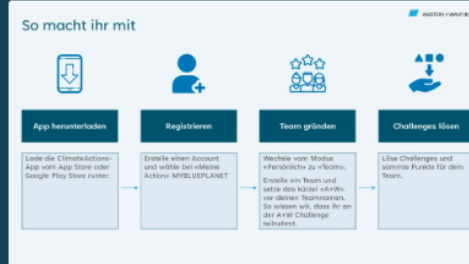 So macht ihr mit
App herunterladen
Lade die ClimateActions-
App vom App Store oder
Google Play Store runter.
Registrieren
Erstelle einen Account
und wähle bei «Meine
Action» MYBLUEPLANET
Team gründen
Wechsle vom Modus
«Persönlich» zu «Team».
Erstelle ein Team und
setze das kürzel «A+W»
vor deinen Teamnamen.
So wissen wir, dass ihr an
der A+W Challenge
teilnehmt.
Challenges lösen
Löse Challenges und
sammle Punkte für dein
Team.